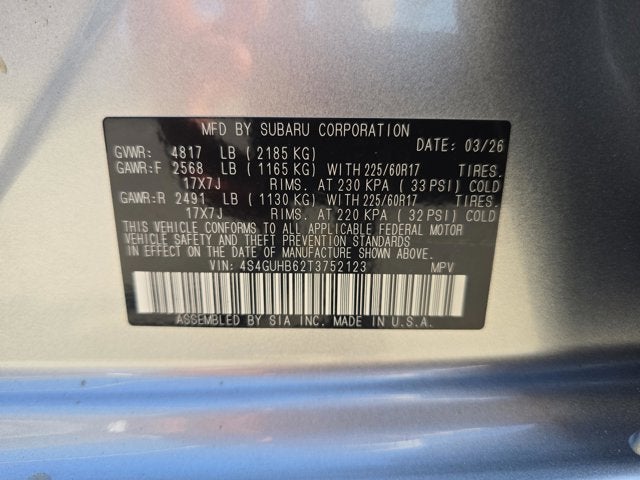 MFD BY SUBARU CORPORATION
GVWR: 4817 LB ( 2185 KG) DATE: 03/26
GAWR:F 2568 LB ( 1165 KG) WITH 225/60R17 TIRES.
17X7J RIMS. AT 230 KPA ( 33 PSI) COLD
GAWR:R 2491 LB ( 1130 KG) WITH 225/60R17 TIRES.
17X7J RIMS. AT 220 KPA ( 32 PSI) COLD
THIS VEHICLE CONFORMS TO ALL APPLICABLE FEDERAL MOTOR
VEHICLE SAFETY AND THEFT PREVENTION STANDARDS
IN EFFECT ON THE DATE OF MANUFACTURE SHOWN ABOVE.
VIN: 4S4GUHB62T3752123 MPV
ASSEMBLED BY SIA INC. MADE IN U.S.A.